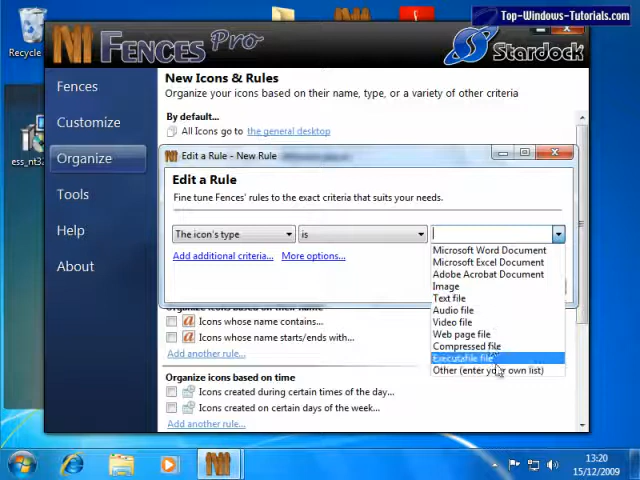 Top-Windows-Tutorials.com
Recycle
FENCES Pro
Stardock
Fences
Customize
Organize
Tools
Help
About
ess_nt32
New Icons & Rules
Organize your icons based on their name, type, or a variety of other criteria
By default...
All Icons go to the general desktop
Edit a Rule - New Rule
Edit a Rule
Fine tune Fences' rules to the exact criteria that suits your needs.
The icon's type
is
Add additional criteria...
More options...
Microsoft Word Document
Microsoft Excel Document
Adobe Acrobat Document
Image
Text file
Audio file
Video file
Web page file
Compressed file
Executable file
Other (enter your own list)
Organize icons based on their name
Icons whose name contains...
Icons whose name starts/ends with...
Add another rule...
Organize icons based on time
Icons created during certain times of the day...
Icons created on certain days of the week...
Add another rule...
13:20
15/12/2009